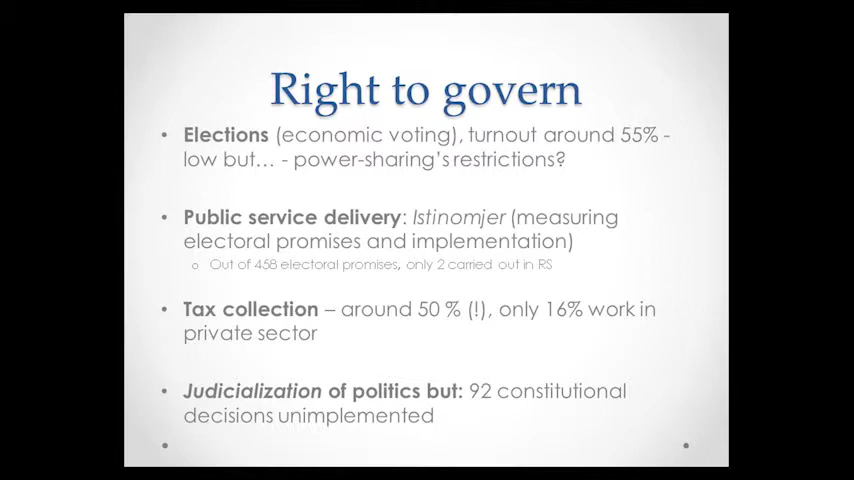 Right to govern
• Elections (economic voting), turnout around 55% -
low but… - power-sharing's restrictions?
• Public service delivery: Istinomjer (measuring
electoral promises and implementation)
o Out of 458 electoral promises, only 2 carried out in RS
• Tax collection – around 50 % (!), only 16% work in
private sector
• Judicialization of politics but: 92 constitutional
decisions unimplemented